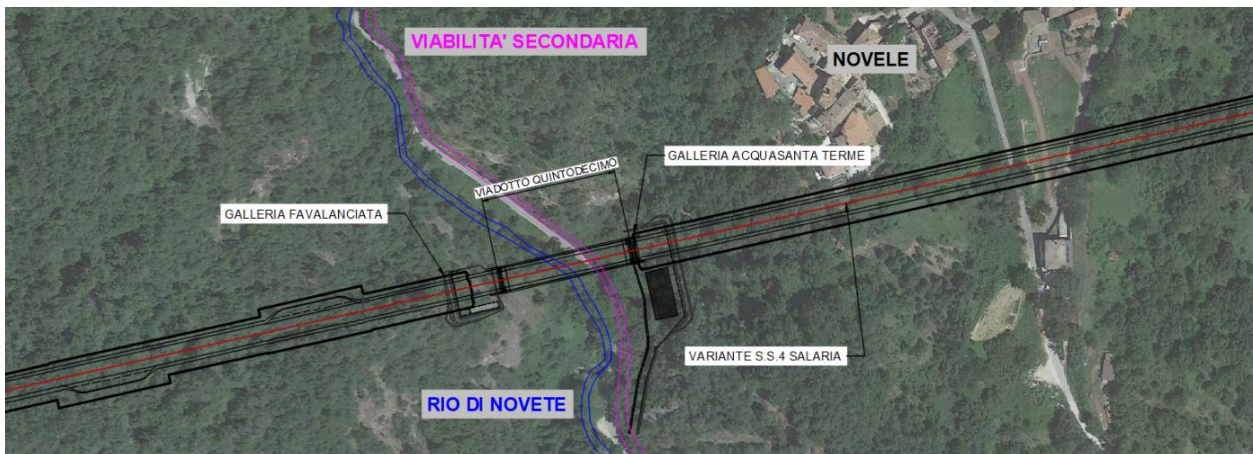 VIABILITA' SECONDARIA
NOVELE
GALLERIA ACQUASANTA TERME
VIADOTTO QUINTODECIMO
GALLERIA FAVALANCIATA
VARIANTE S.S.4 SALARIA
RIO DI NOVETE